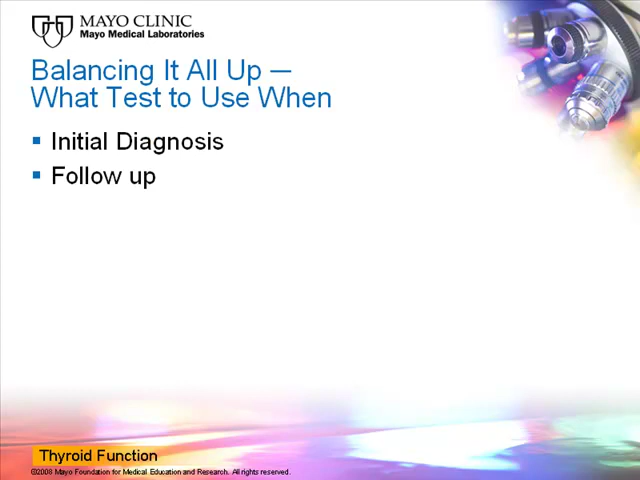 MAYO CLINIC
Mayo Medical Laboratories
Balancing It All Up —
What Test to Use When
Initial Diagnosis
Follow up
Thyroid Function
©2008 Mayo Foundation for Medical Education and Research. All rights reserved.